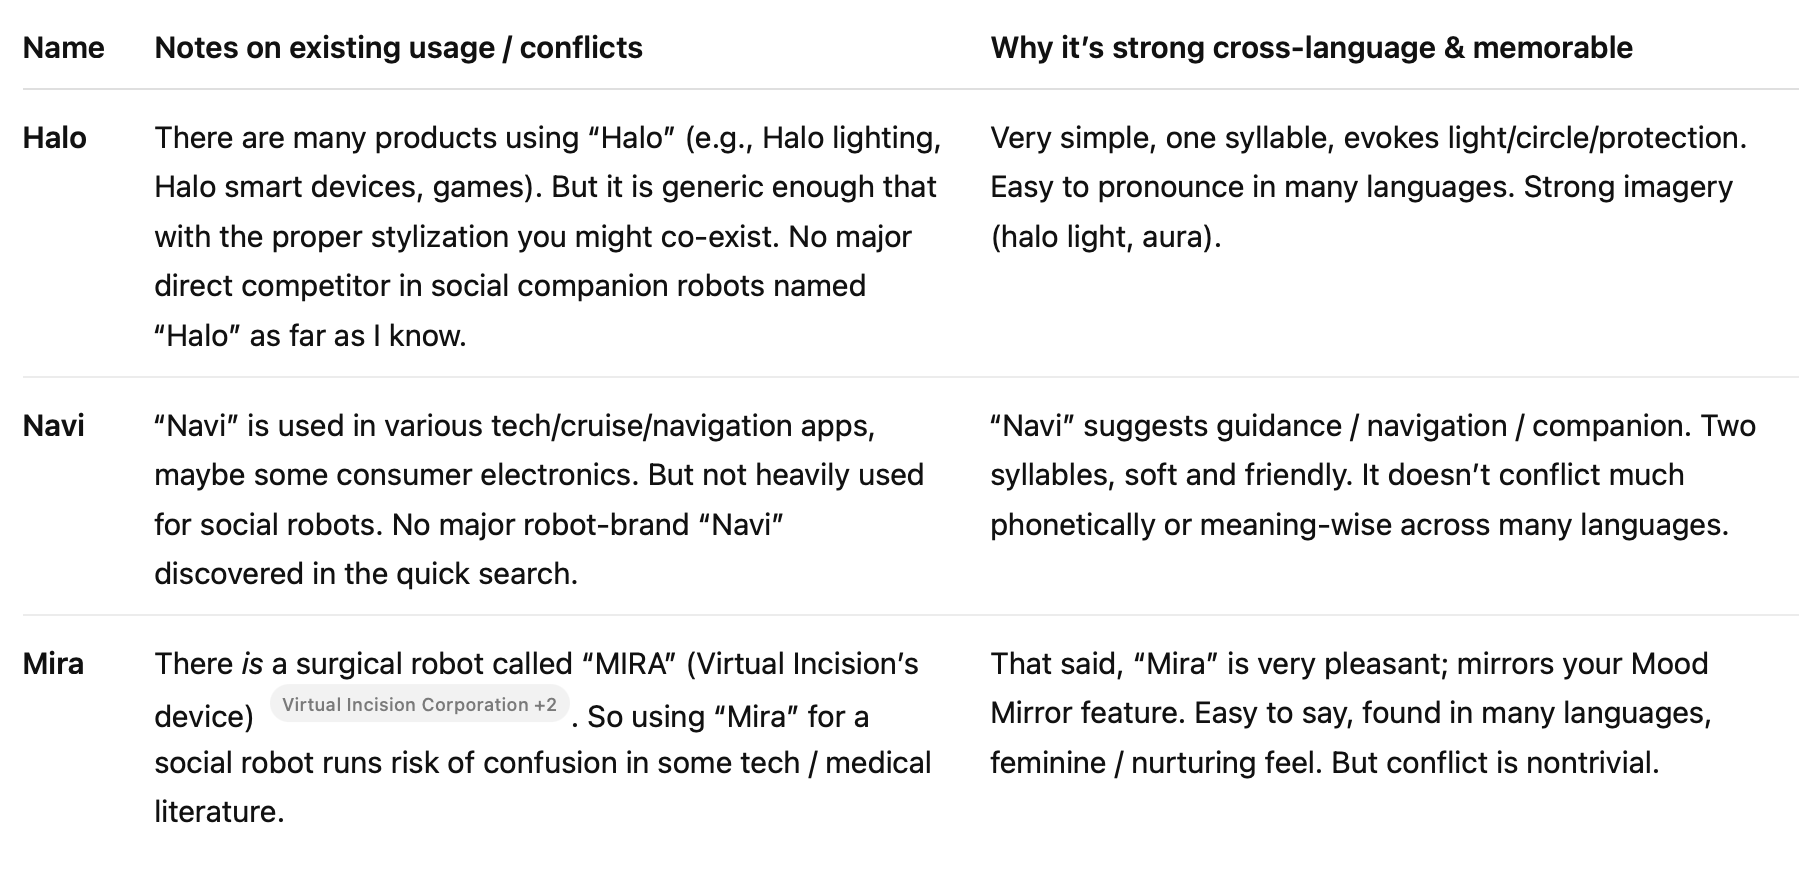 Name Notes on existing usage / conflicts Why it’s strong cross-language & memorable
Halo
There are many products using “Halo” (e.g., Halo lighting,
Halo smart devices, games). But it is generic enough that
with the proper stylization you might co-exist. No major
direct competitor in social companion robots named
“Halo” as far as I know.
Very simple, one syllable, evokes light/circle/protection.
Easy to pronounce in many languages. Strong imagery
(halo light, aura).
Navi
“Navi” is used in various tech/cruise/navigation apps,
maybe some consumer electronics. But not heavily used
for social robots. No major robot-brand “Navi”
discovered in the quick search.
“Navi” suggests guidance / navigation / companion. Two
syllables, soft and friendly. It doesn’t conflict much
phonetically or meaning-wise across many languages.
Mira
There is a surgical robot called “MIRA” (Virtual Incision’s
device) Virtual Incision Corporation +2 . So using “Mira” for a
social robot runs risk of confusion in some tech / medical
literature.
That said, “Mira” is very pleasant; mirrors your Mood
Mirror feature. Easy to say, found in many languages,
feminine / nurturing feel. But conflict is nontrivial.